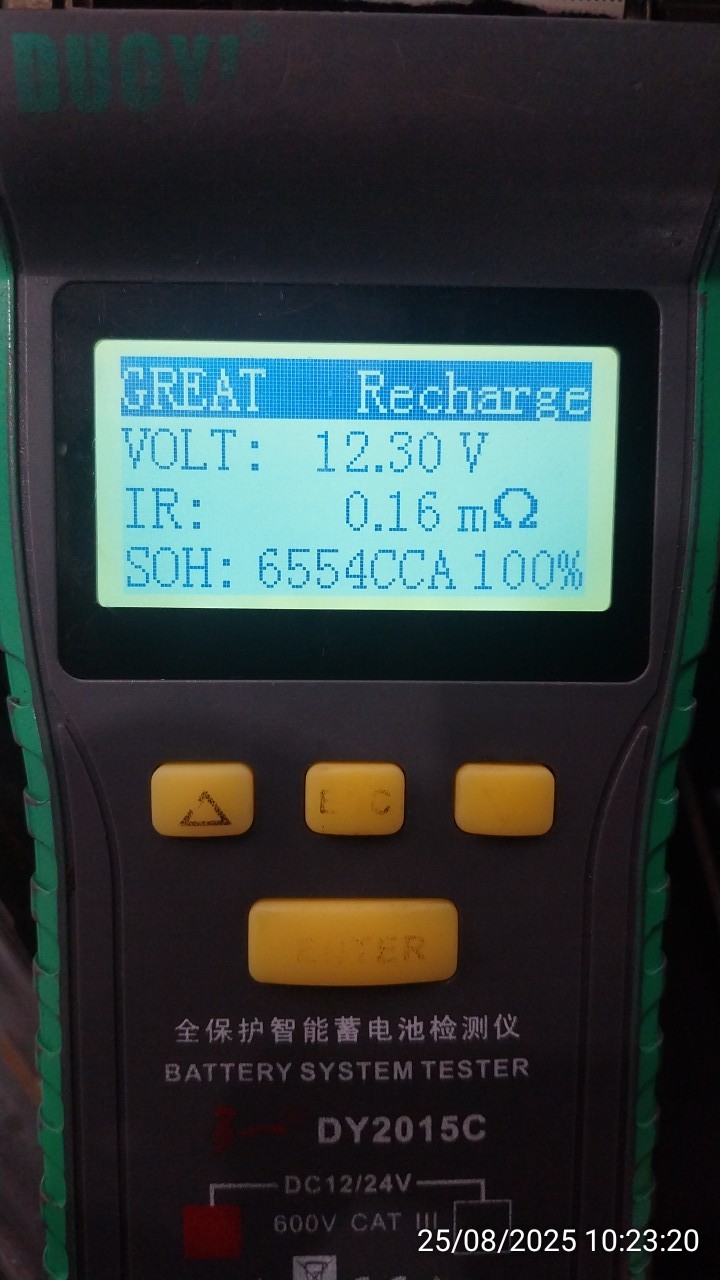 DUOYI®
GREAT Recharge
VOLT: 12.30 V
IR: 0.16 mΩ
SOH: 6554CCA 100%
ENTER
全保护智能蓄电池检测仪
BATTERY SYSTEM TESTER
DY2015C
DC12/24V
600V CAT III
25/08/2025 10:23:20